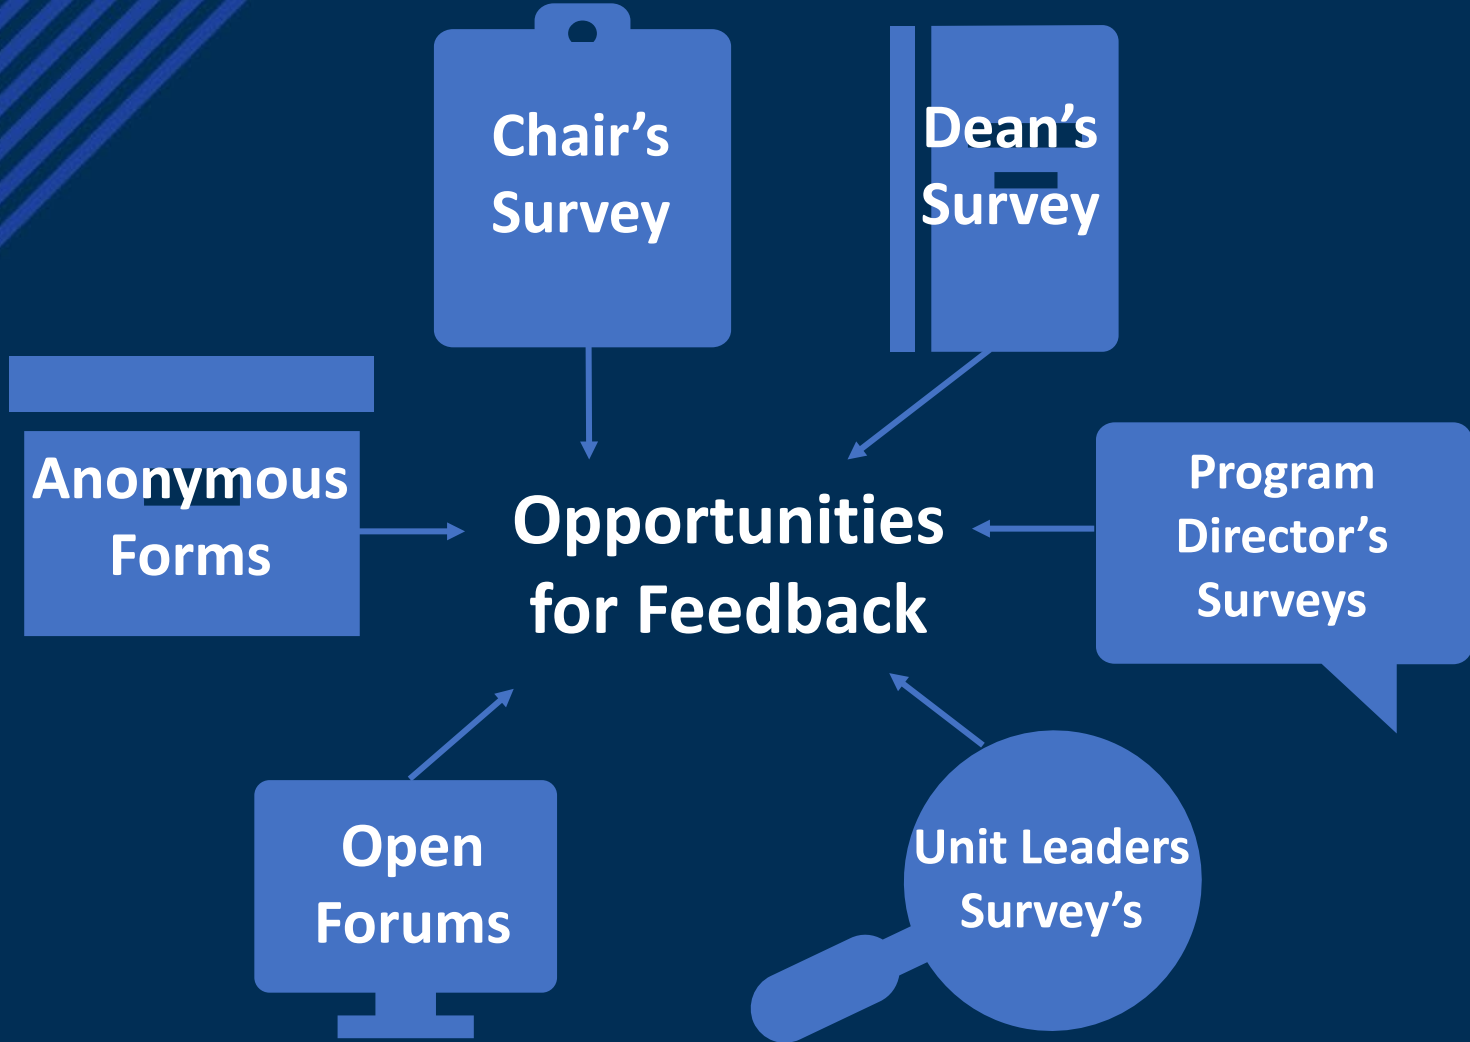 Chair’s
Survey
Dean’s
Survey
Anonymous
Forms
Opportunities
for Feedback
Program
Director’s
Surveys
Open
Forums
Unit Leaders
Survey’s